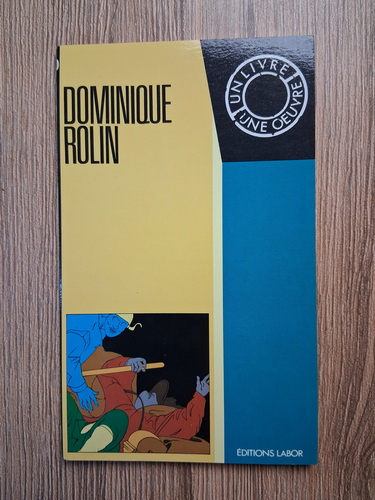 DOMINIQUE
ROLIN
UN LIVRE
UNE OEUVRE
ÉDITIONS LABOR